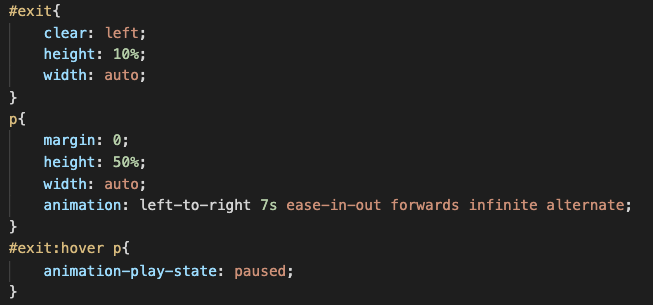 #exit{
    clear: left;
    height: 10%;
    width: auto;
}
p{
    margin: 0;
    height: 50%;
    width: auto;
    animation: left-to-right 7s ease-in-out forwards infinite alternate;
}
#exit:hover p{
    animation-play-state: paused;
}